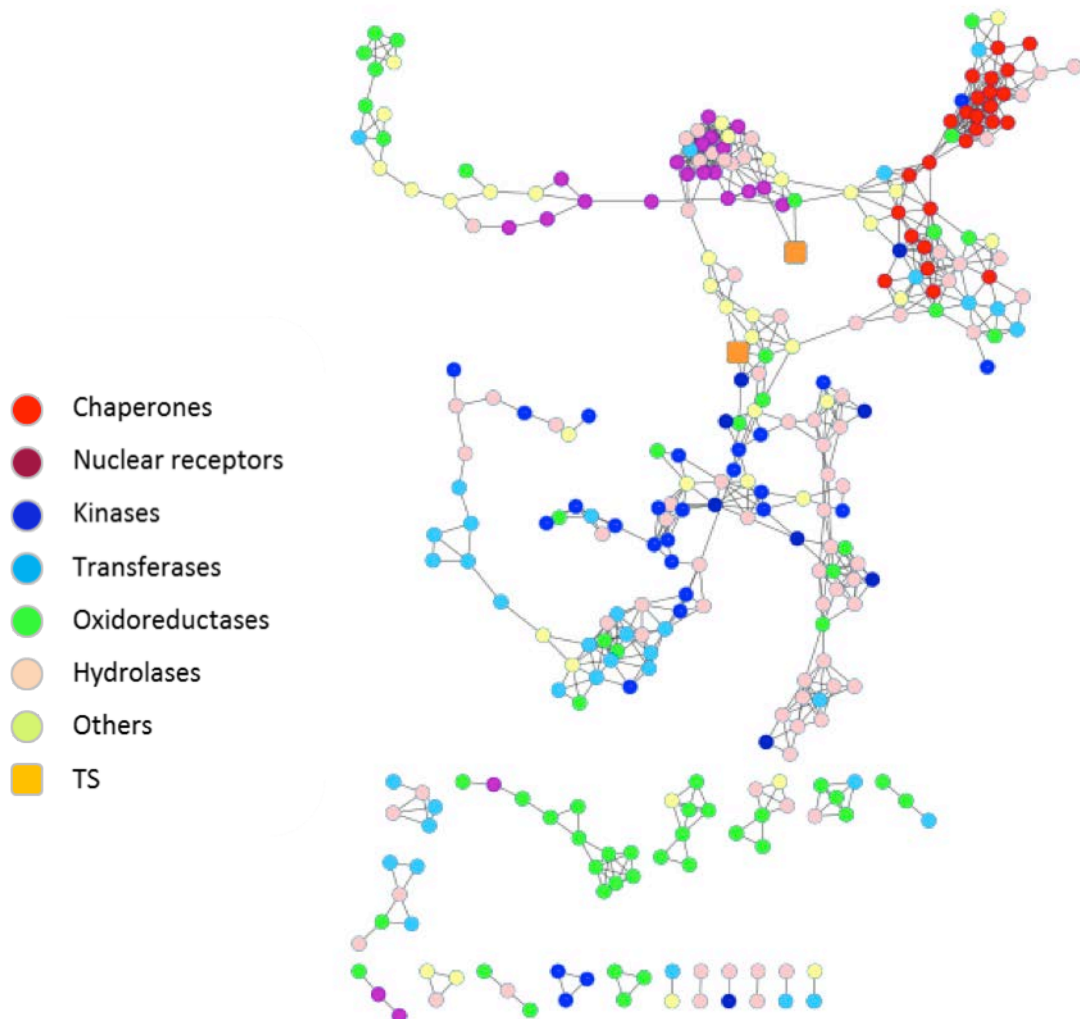 Chaperones
Nuclear receptors
Kinases
Transferases
Oxidoreductases
Hydrolases
Others
TS